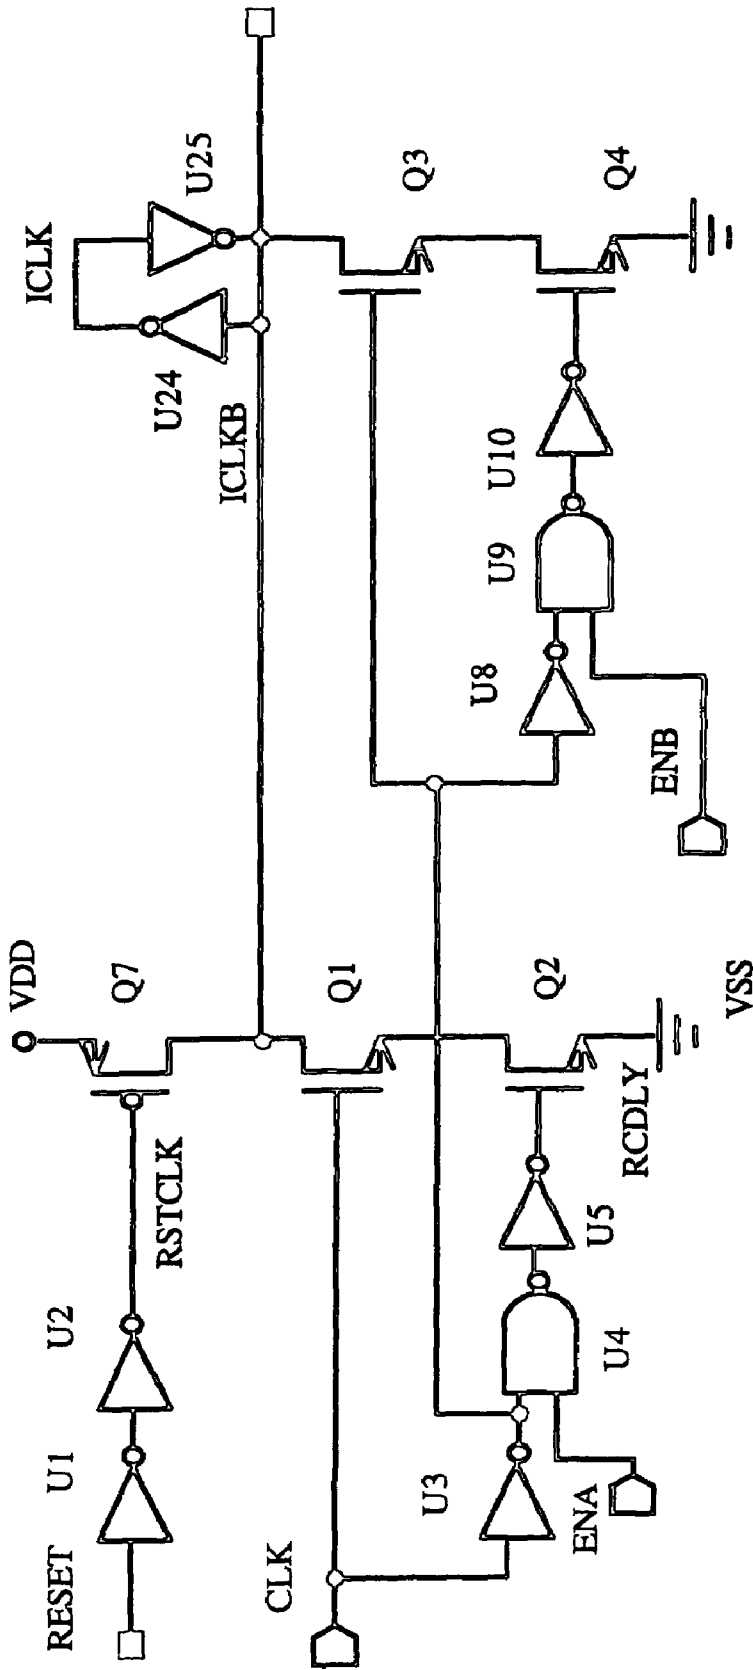 RESET
U1
U2
RSTCLK
VDD
Q7
ICLKB
U24
ICLK
U25
CLK
Q1
Q3
U3
ENA
U4
U5
RCDLY
Q2
VSS
ENB
U8
U9
U10
Q4